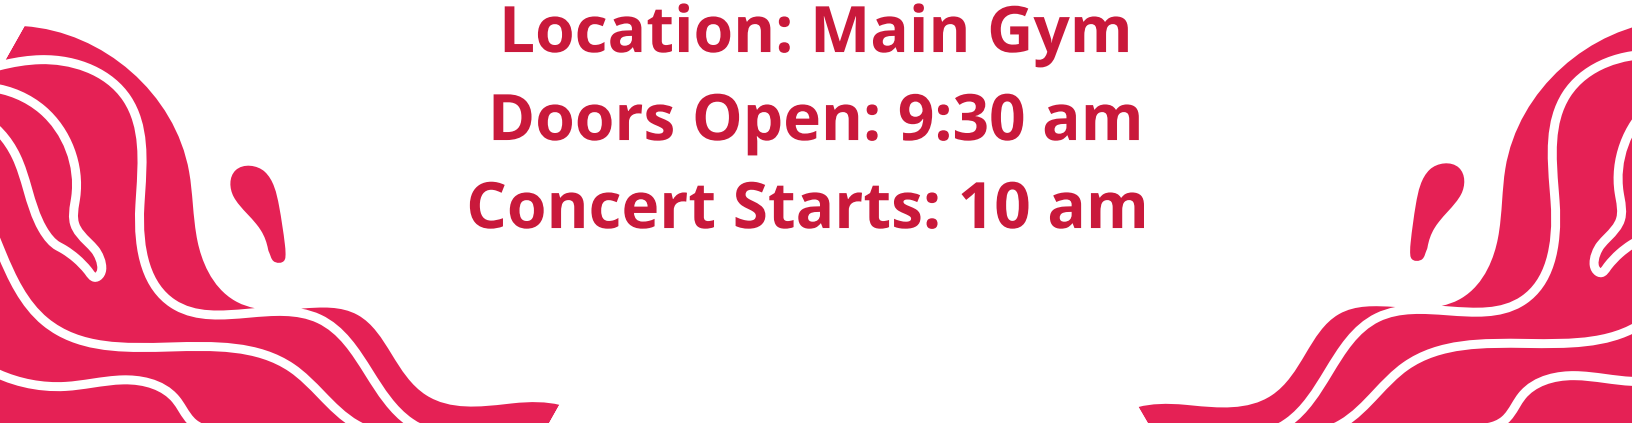 Location: Main Gym
Doors Open: 9:30 am
Concert Starts: 10 am